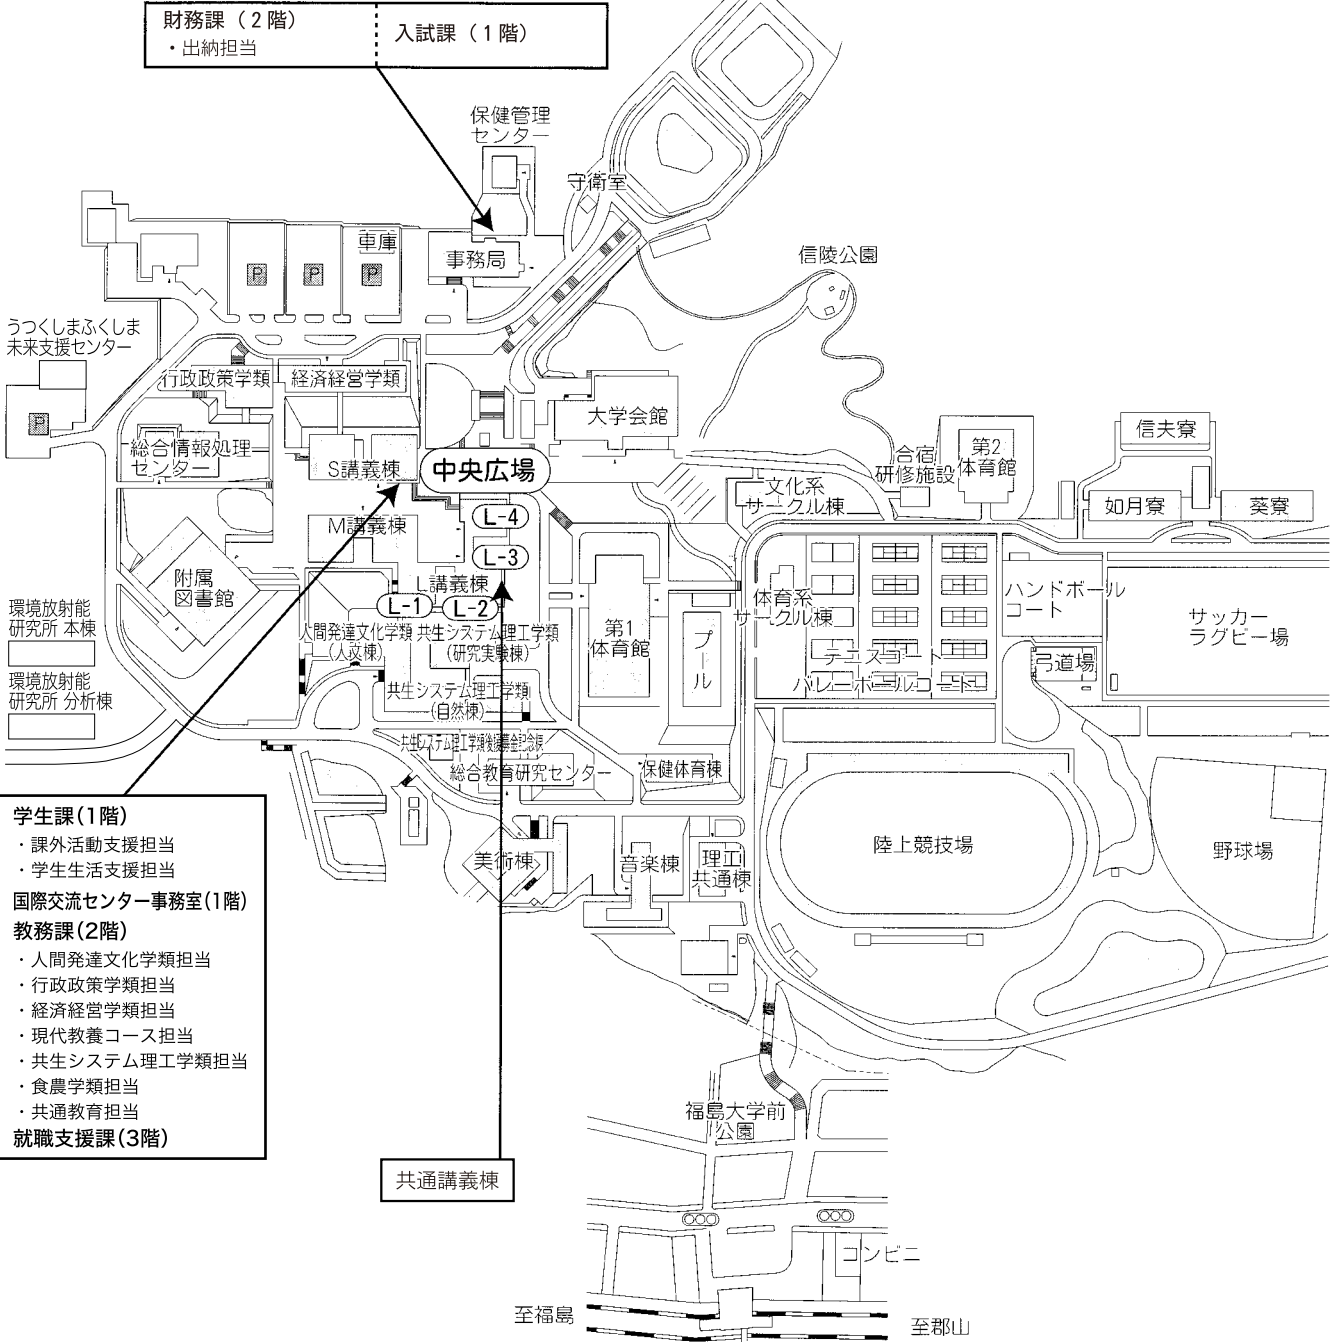 財務課（２階）
・出納担当
入試課（１階）
保健管理
センター
守衛室
車庫
事務局
P
P
P
信陵公園
うつくしまふくしま
未来支援センター
P
行政政策学類
経済経営学類
大学会館
信夫寮
総合情報処理
センター
S講義棟
中央広場
合宿
研修施設
第2
体育館
文化系
サークル棟
如月寮
葵寮
M講義棟
L-4
L-3
L講義棟
L-1
L-2
附属
図書館
環境放射能
研究所 本棟
環境放射能
研究所 分析棟
人間発達文化学類
(人文棟)
共生システム理工学類
(研究実験棟)
第1
体育館
プール
体育系
サークル棟
ハンドボール
コート
サッカー
ラグビー場
テニスコート
バレーボールコート
弓道場
共生システム理工学類
(自然棟)
共生システム理工学類後援募金記念棟
総合教育研究センター
保健体育棟
美術棟
音楽棟
理工
共通棟
陸上競技場
野球場
学生課(1階)
・課外活動支援担当
・学生生活支援担当
国際交流センター事務室(1階)
教務課(2階)
・人間発達文化学類担当
・行政政策学類担当
・経済経営学類担当
・現代教養コース担当
・共生システム理工学類担当
・食農学類担当
・共通教育担当
就職支援課(3階)
共通講義棟
福島大学前
公園
コンビニ
至福島
至郡山